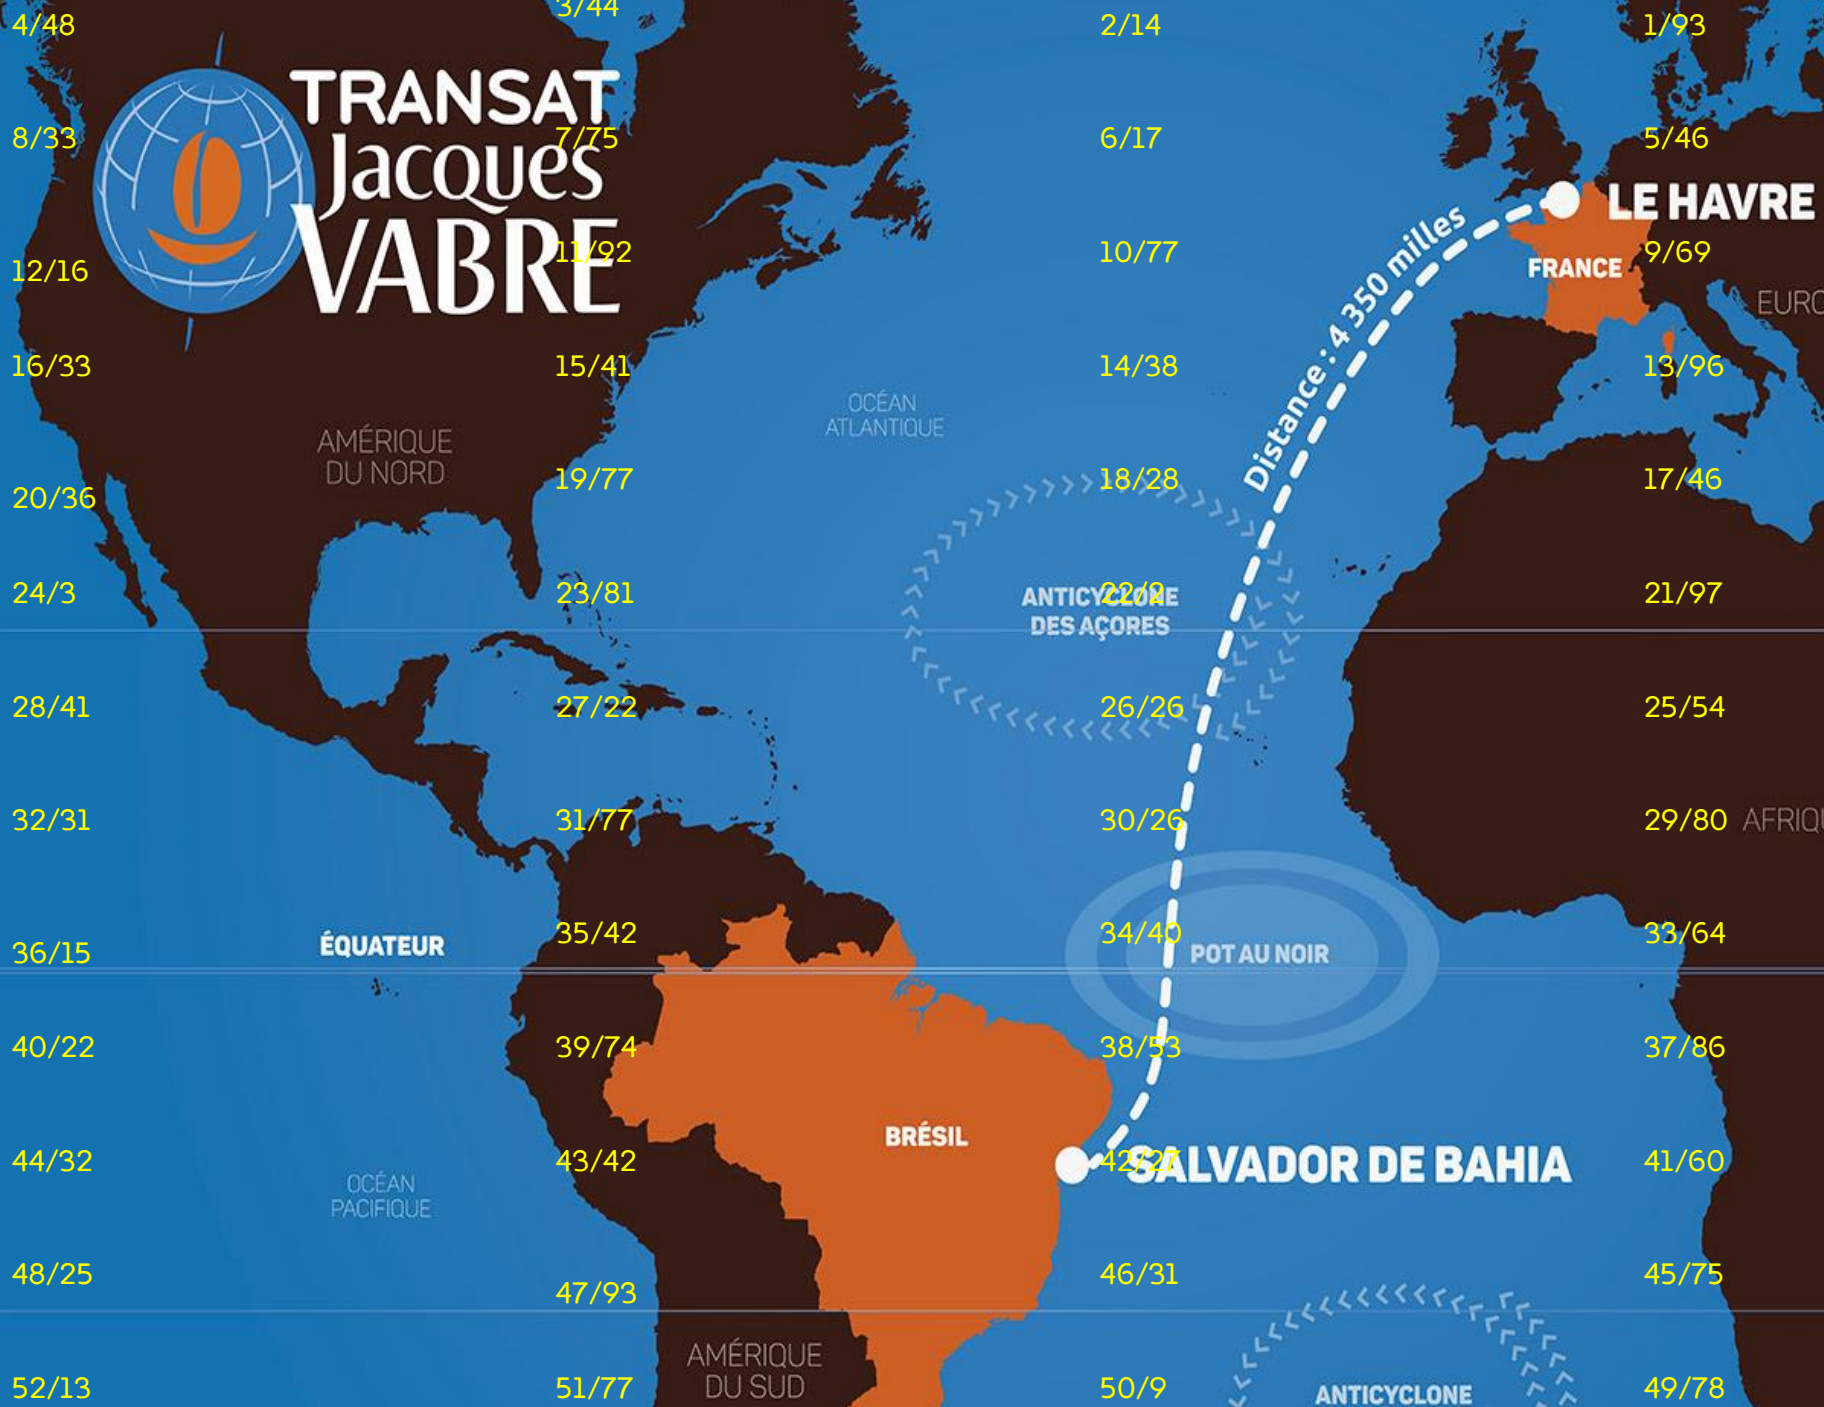 4/48
3/44
2/14
1/93
TRANSAT
Jacques
VABRE
8/33
7/75
6/17
5/46
LE HAVRE
12/16
11/92
10/77
9/69
FRANCE
EURO
Distance : 4 350 milles
16/33
15/41
14/38
13/96
OCÉAN
ATLANTIQUE
AMÉRIQUE
DU NORD
20/36
19/77
18/28
17/46
24/3
23/81
22/2
21/97
ANTICYCLONE
DES AÇORES
28/41
27/22
26/26
25/54
32/31
31/77
30/26
29/80
AFRIQU
36/15
35/42
34/40
33/64
ÉQUATEUR
POT AU NOIR
40/22
39/74
38/53
37/86
BRÉSIL
44/32
43/42
42/27
41/60
SALVADOR DE BAHIA
OCÉAN
PACIFIQUE
48/25
47/93
46/31
45/75
AMÉRIQUE
DU SUD
52/13
51/77
50/9
49/78
ANTICYCLONE